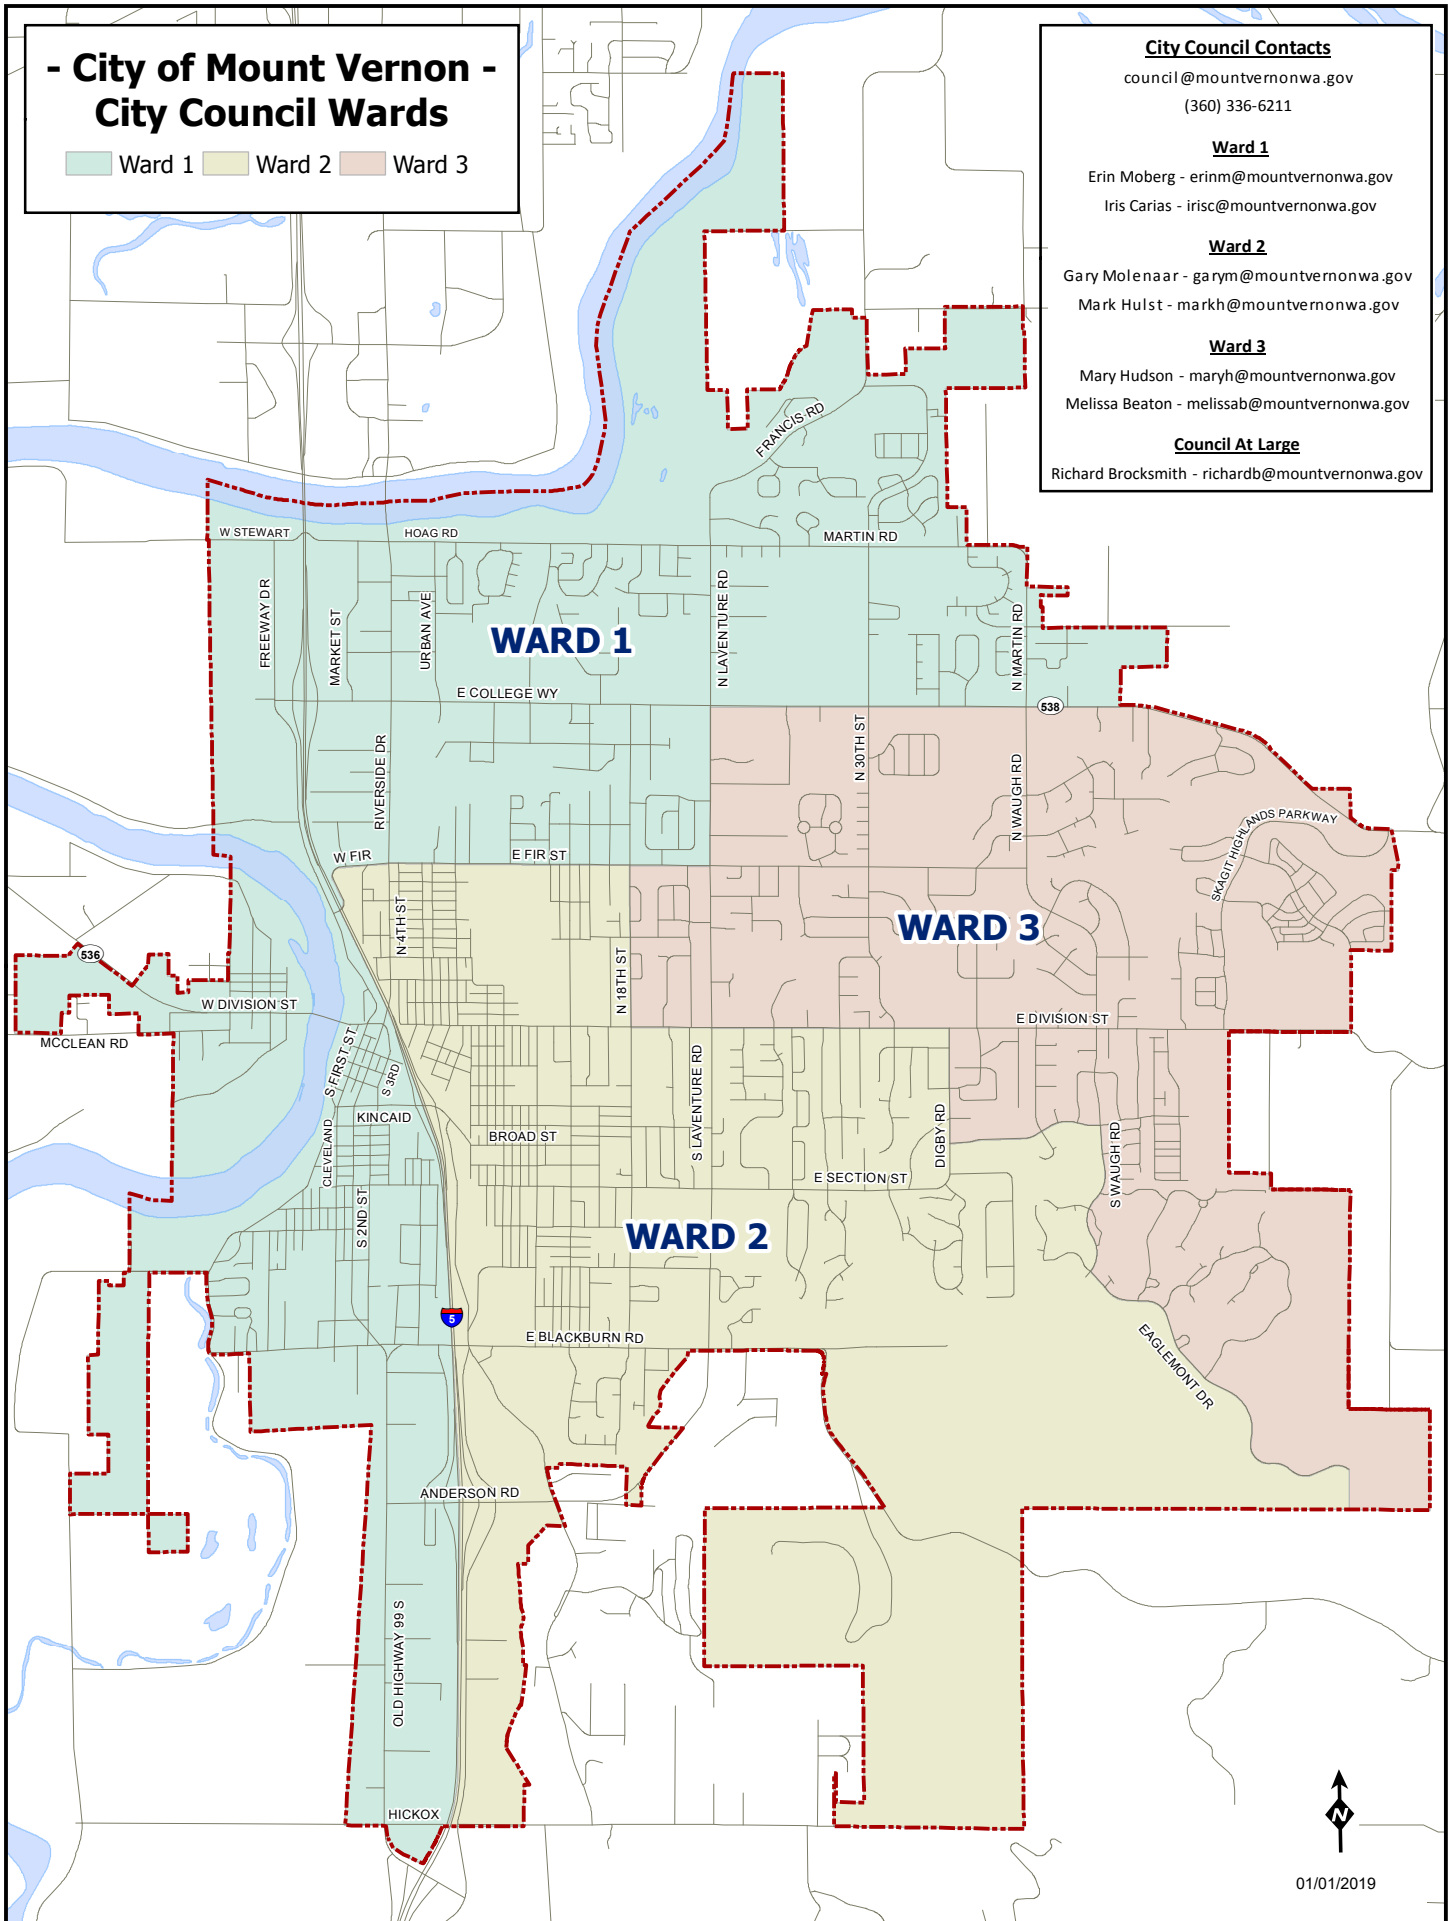 - City of Mount Vernon -
City Council Wards
Ward 1 Ward 2 Ward 3
City Council Contacts
council@mountvernonwa.gov
(360) 336-6211
Ward 1
Erin Moberg - erinm@mountvernonwa.gov
Iris Carias - irisc@mountvernonwa.gov
Ward 2
Gary Molenaar - garym@mountvernonwa.gov
Mark Hulst - markh@mountvernonwa.gov
Ward 3
Mary Hudson - maryh@mountvernonwa.gov
Melissa Beaton - melissab@mountvernonwa.gov
Council At Large
Richard Brocksmith - richardb@mountvernonwa.gov
FRANCIS RD
W STEWART
HOAG RD
MARTIN RD
FREEWAY DR
MARKET ST
URBAN AVE
WARD 1
N LAVENTURE RD
N MARTIN RD
E COLLEGE WY
538
RIVERSIDE DR
N 30TH ST
N WAUGH RD
SKAGIT HIGHLANDS PARKWAY
W FIR
E FIR ST
N 4TH ST
WARD 3
536
N 18TH ST
W DIVISION ST
E DIVISION ST
MCCLEAN RD
S FIRST ST
S 3RD
S LAVENTURE RD
KINCAID
CLEVELAND
BROAD ST
DIGBY RD
S WAUGH RD
E SECTION ST
S 2ND ST
WARD 2
5
E BLACKBURN RD
EAGLEMONT DR
ANDERSON RD
OLD HIGHWAY 99 S
HICKOX
N
01/01/2019